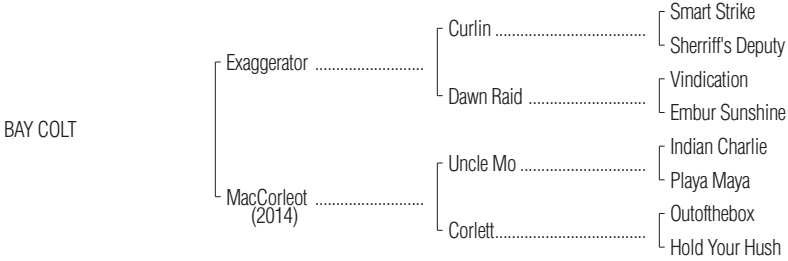 Smart Strike
Curlin
Sherriff's Deputy
Exaggerator
Vindication
Dawn Raid
Embur Sunshine
BAY COLT
Indian Charlie
Uncle Mo
Playa Maya
MacCorleot
(2014)
Outofthebox
Corlett
Hold Your Hush